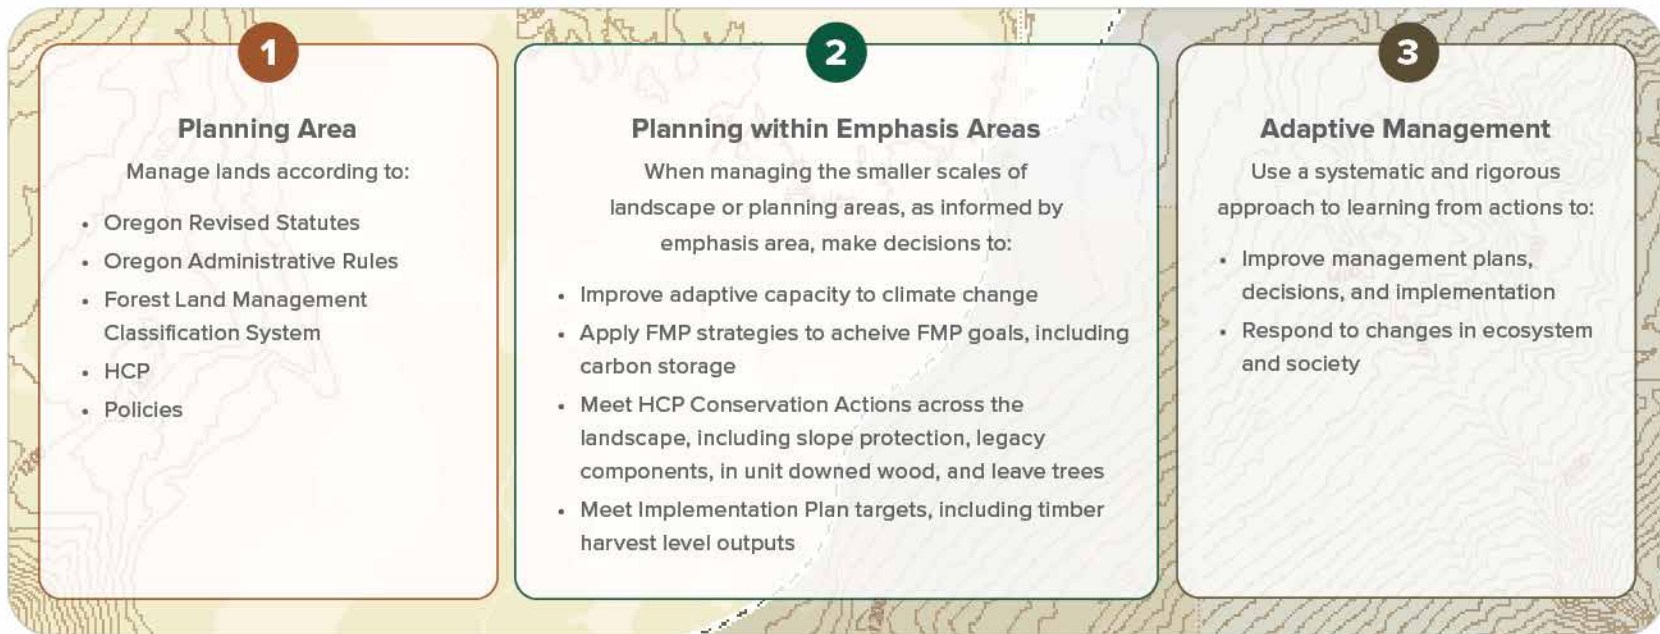 1
Planning Area
Manage lands according to:
• Oregon Revised Statutes
• Oregon Administrative Rules
• Forest Land Management
Classification System
• HCP
• Policies
2
Planning within Emphasis Areas
When managing the smaller scales of
landscape or planning areas, as informed by
emphasis area, make decisions to:
• Improve adaptive capacity to climate change
• Apply FMP strategies to acheive FMP goals, including
carbon storage
• Meet HCP Conservation Actions across the
landscape, including slope protection, legacy
components, in unit downed wood, and leave trees
• Meet Implementation Plan targets, including timber
harvest level outputs
3
Adaptive Management
Use a systematic and rigorous
approach to learning from actions to:
• Improve management plans,
decisions, and implementation
• Respond to changes in ecosystem
and society